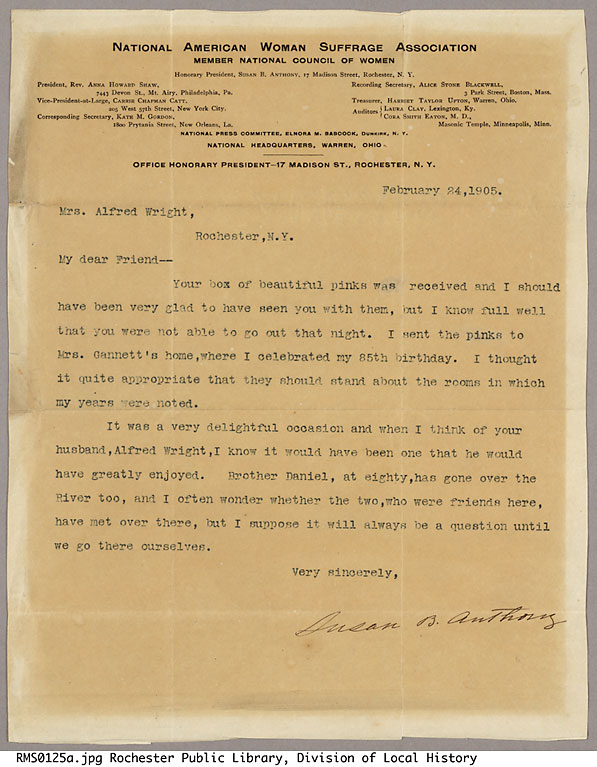 NATIONAL AMERICAN WOMAN SUFFRAGE ASSOCIATION
MEMBER NATIONAL COUNCIL OF WOMEN
Honorary President, SUSAN B. ANTHONY, 17 Madison Street, Rochester, N. Y.
President, Rev. ANNA HOWARD SHAW,
7443 Devon St., Mt. Airy, Philadelphia, Pa.
Vice-President-at-Large, CARRIE CHAPMAN CATT,
205 West 57th Street, New York City.
Corresponding Secretary, KATE M. GORDON,
1800 Prytania Street, New Orleans, La.
Recording Secretary, ALICE STONE BLACKWELL,
3 Park Street, Boston, Mass.
Treasurer, HARRIET TAYLOR UPTON, Warren, Ohio.
Auditors { LAURA CLAY, Lexington, Ky.
CORA SMITH EATON, M. D.,
Masonic Temple, Minneapolis, Minn.
NATIONAL PRESS COMMITTEE, ELNORA M. BABCOCK, DUNKIRK, N. Y.
NATIONAL HEADQUARTERS, WARREN, OHIO
OFFICE HONORARY PRESIDENT—17 MADISON ST., ROCHESTER, N. Y.
February 24,1905.
Mrs. Alfred Wright,
Rochester,N.Y.
My dear Friend--
Your box of beautiful pinks was received and I should
have been very glad to have seen you with them, but I know full well
that you were not able to go out that night. I sent the pinks to
Mrs. Gannett's home,where I celebrated my 85th birthday. I thought
it quite appropriate that they should stand about the rooms in which
my years were noted.
It was a very delightful occasion and when I think of your
husband,Alfred Wright,I know it would have been one that he would
have greatly enjoyed. Brother Daniel, at eighty,has gone over the
River too, and I often wonder whether the two,who were friends here,
have met over there, but I suppose it will always be a question until
we go there ourselves.
Very sincerely,
Susan B. Anthony
RMS0125a.jpg Rochester Public Library, Division of Local History